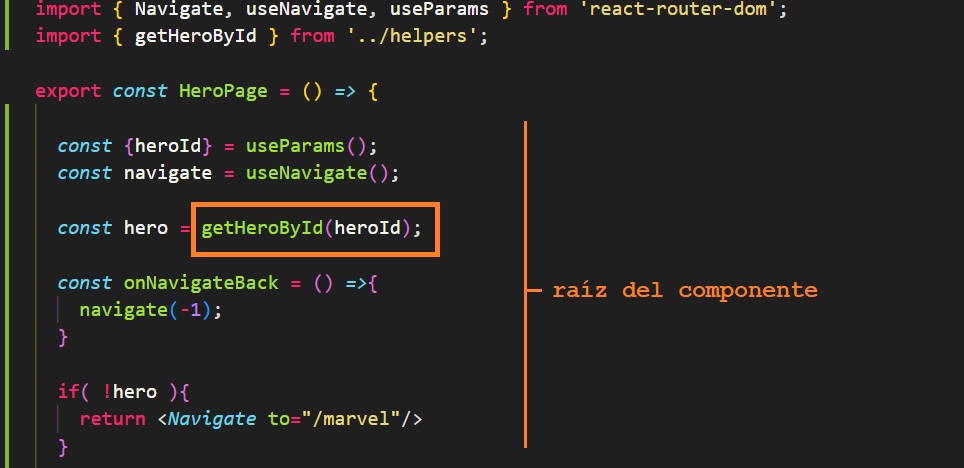 import { Navigate, useNavigate, useParams } from 'react-router-dom';
import { getHeroById } from '../helpers';
export const HeroPage = () => {
const {heroId} = useParams();
const navigate = useNavigate();
const hero = getHeroById(heroId);
const onNavigateBack = () =>{
navigate(-1);
}
raíz del componente
if( !hero ){
return <Navigate to="/marvel"/>
}